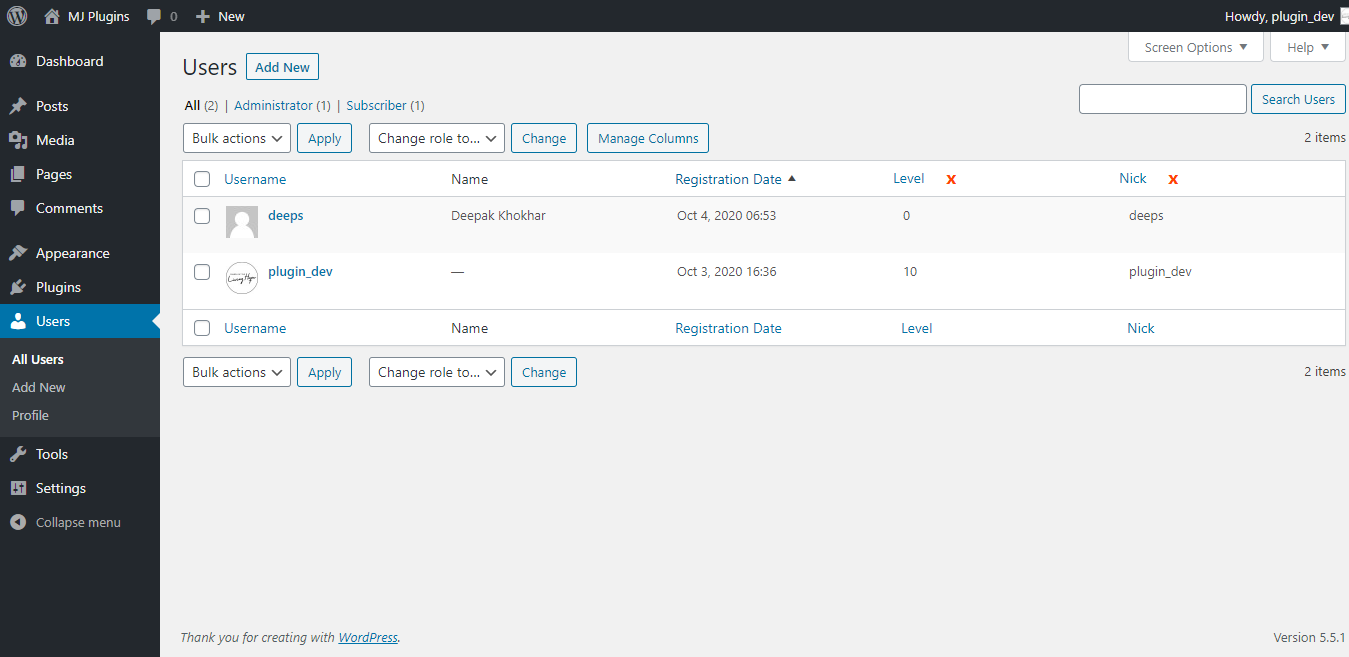 MJ Plugins 0 New Howdy, plugin_dev
Dashboard
Posts
Media
Pages
Comments
Appearance
Plugins
Users
All Users
Add New
Profile
Tools
Settings
Collapse menu
Screen Options Help
Users Add New
All (2) | Administrator (1) | Subscriber (1)
Search Users
Bulk actions Apply Change role to... Change Manage Columns 2 items
Username Name Registration Date Level X Nick X
deeps Deepak Khokhar Oct 4, 2020 06:53 0 deeps
plugin_dev — Oct 3, 2020 16:36 10 plugin_dev
Username Name Registration Date Level Nick
Bulk actions Apply Change role to... Change 2 items
Thank you for creating with WordPress. Version 5.5.1